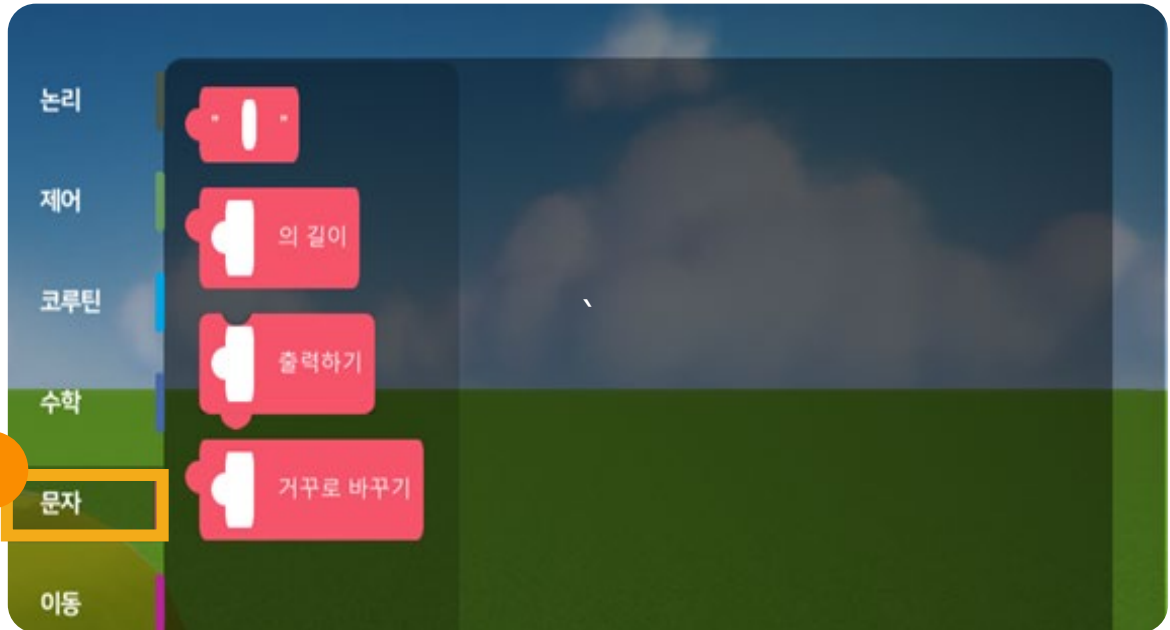 논리
제어
코루틴
수학
문자
이동
" "
의 길이
출력하기
거꾸로 바꾸기
`